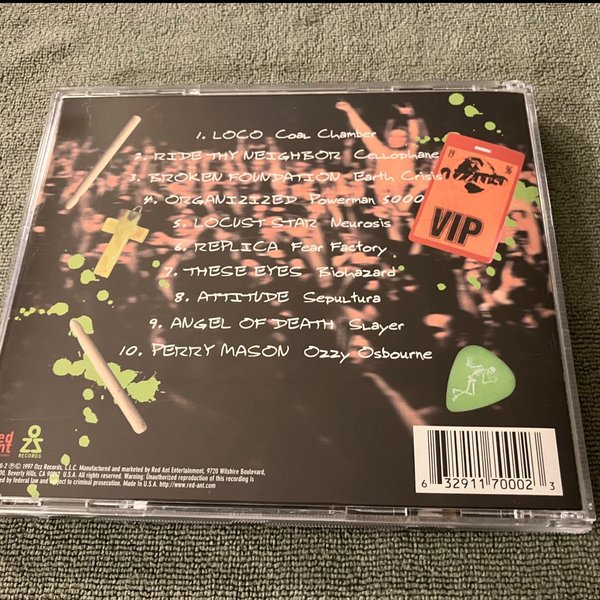 1. LOCO Coal Chamber
2. RIDE THY NEIGHBOR Cellophane
3. BROKEN FOUNDATION Earth Crisis
4. ORGANIZIZED Powerman 5000
5. LOCUST STAR Neurosis
6. REPLICA Fear Factory
7. THESE EYES Biohazard
8. ATTITUDE Sepultura
9. ANGEL OF DEATH Slayer
10. PERRY MASON Ozzy Osbourne
19 96
VIP
RECORDS
℗ © 1997 Ozz Records, L.L.C. Manufactured and marketed by Red Ant Entertainment, 9720 Wilshire Boulevard,
Beverly Hills, CA 90212 U.S.A. All rights reserved. Warning: Unauthorized reproduction of this recording is
by federal law and subject to criminal prosecution. Made in U.S.A. http://www.red-ant.com
6 32911 70002 3